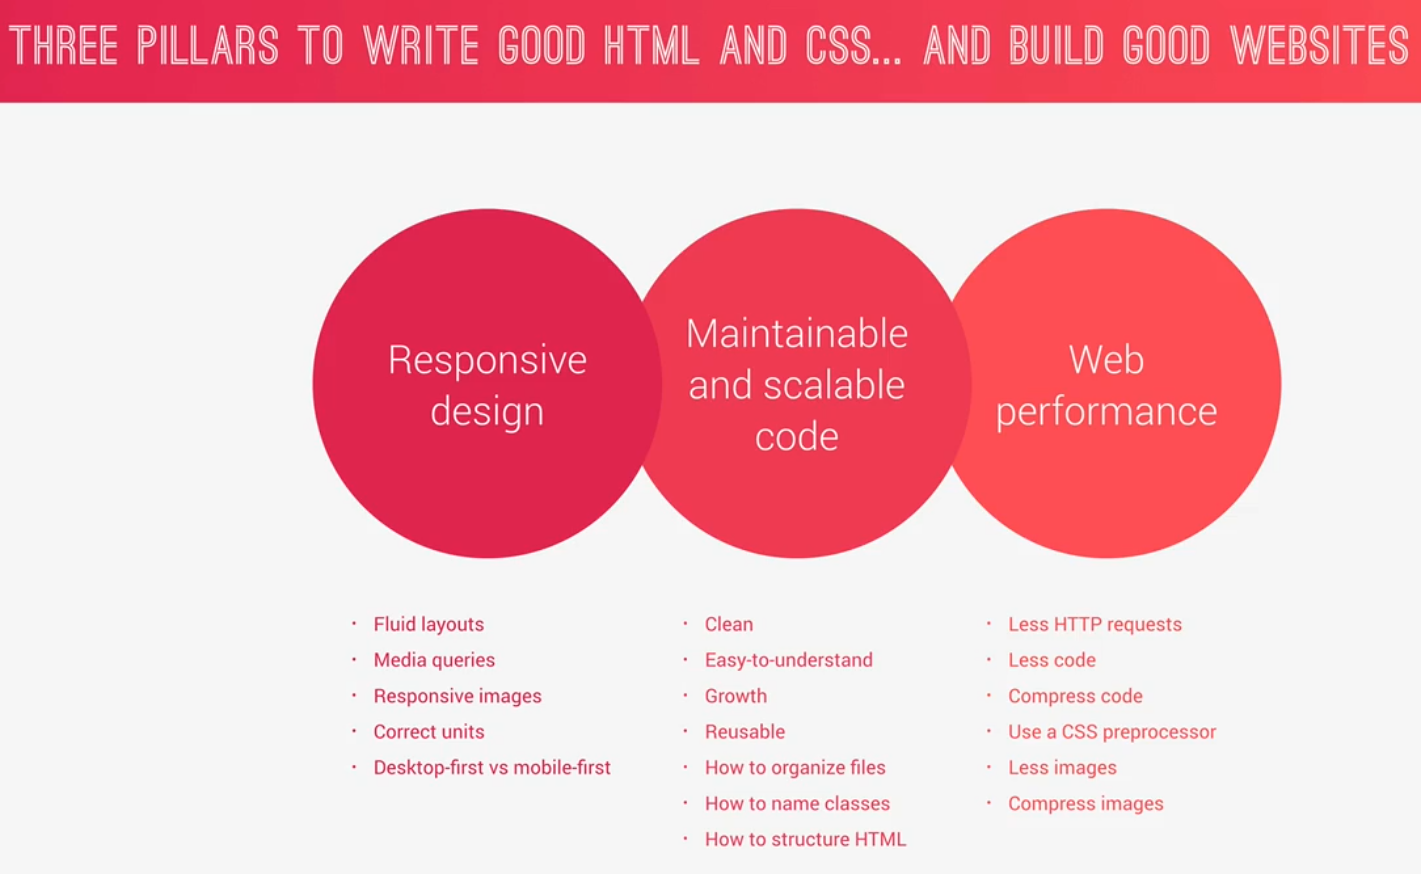 THREE PILLARS TO WRITE GOOD HTML AND CSS... AND BUILD GOOD WEBSITES
Responsive
design
Maintainable
and scalable
code
Web
performance
· Fluid layouts
· Media queries
· Responsive images
· Correct units
· Desktop-first vs mobile-first
· Clean
· Easy-to-understand
· Growth
· Reusable
· How to organize files
· How to name classes
· How to structure HTML
· Less HTTP requests
· Less code
· Compress code
· Use a CSS preprocessor
· Less images
· Compress images